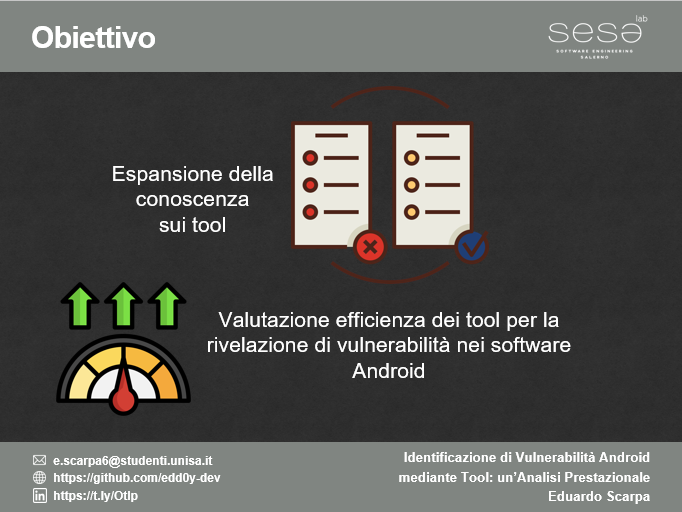 Obiettivo
sesa lab
SOFTWARE ENGINEERING
SALERNO
Espansione della
conoscenza
sui tool
Valutazione efficienza dei tool per la
rivelazione di vulnerabilità nei software
Android
e.scarpa6@studenti.unisa.it
https://github.com/edd0y-dev
https://t.ly/OtIp
Identificazione di Vulnerabilità Android
mediante Tool: un’Analisi Prestazionale
Eduardo Scarpa